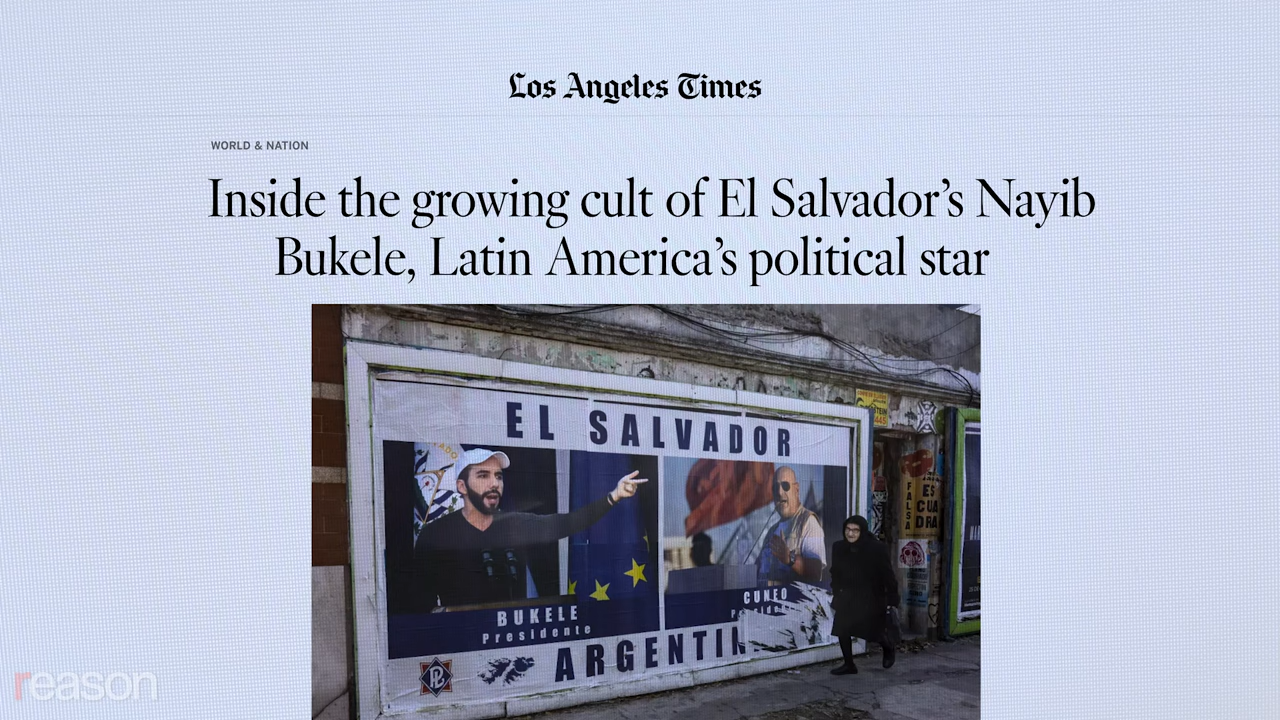 Los Angeles Times
WORLD & NATION
Inside the growing cult of El Salvador's Nayib
Bukele, Latin America's political star
EL SALVADOR
BUKELE
Presidente
CUNEO
ARGENTIN
FALSA
ES
CUA
DRA
reason